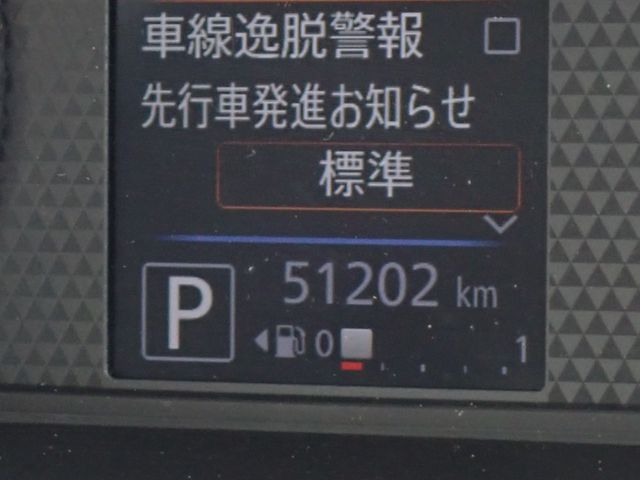 車線逸脱警報
先行車発進お知らせ
標準
P 51202 km
0 1